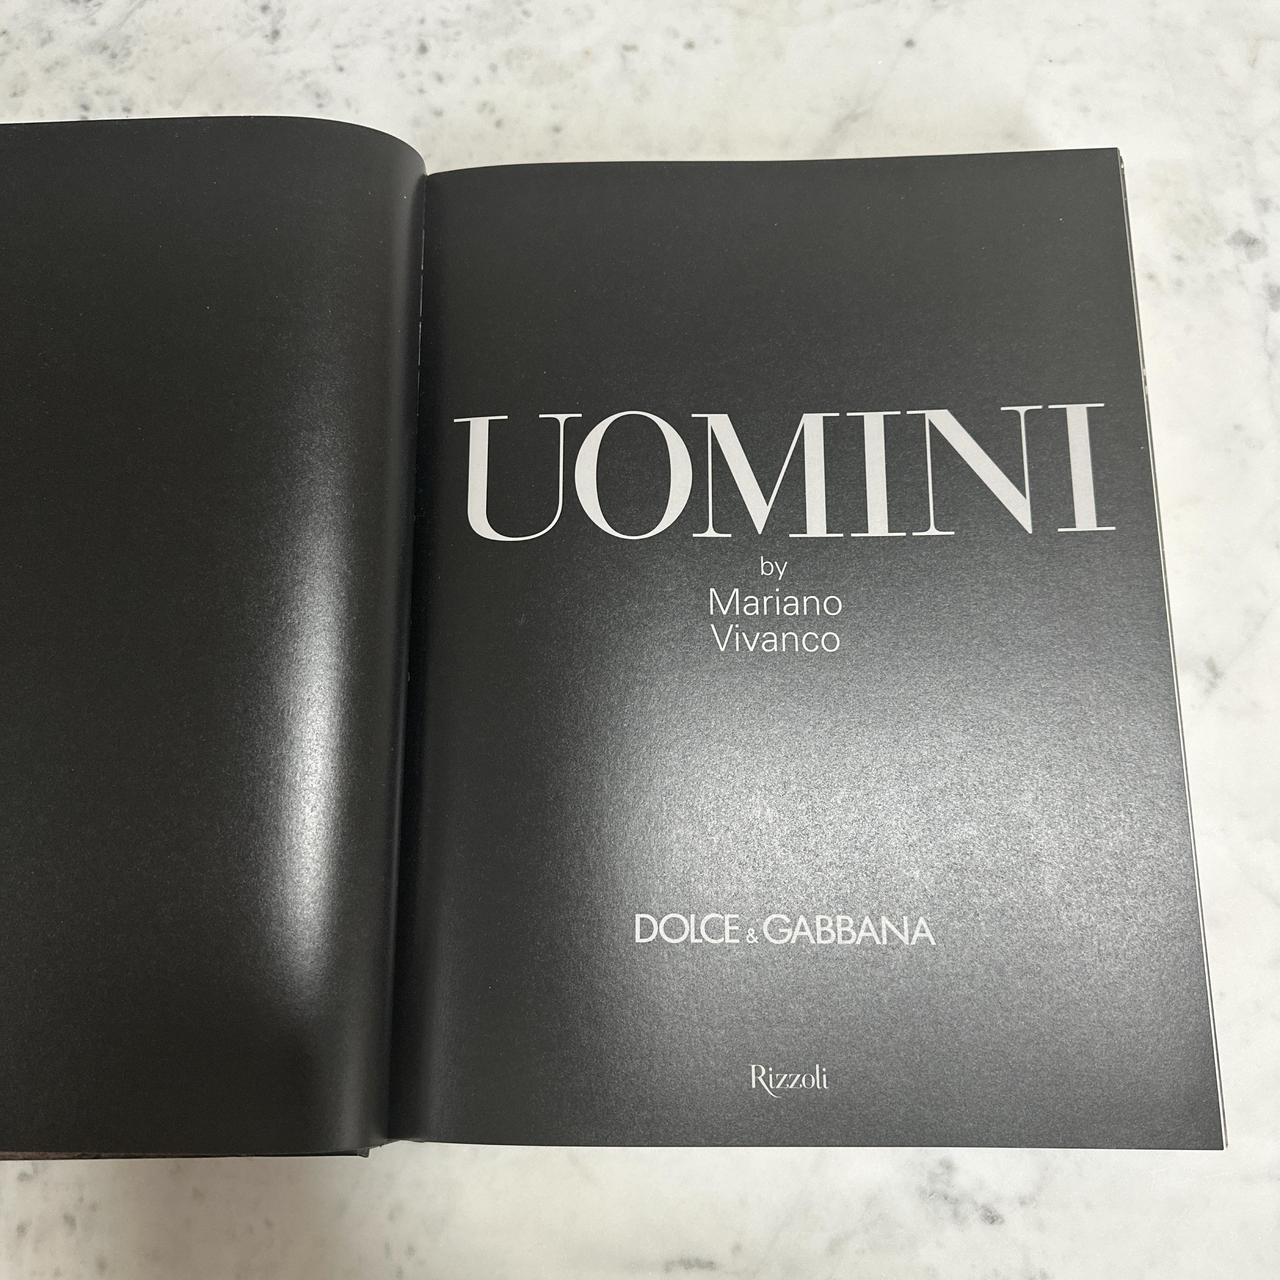 UOMINI
by
Mariano
Vivanco
DOLCE & GABBANA
Rizzoli